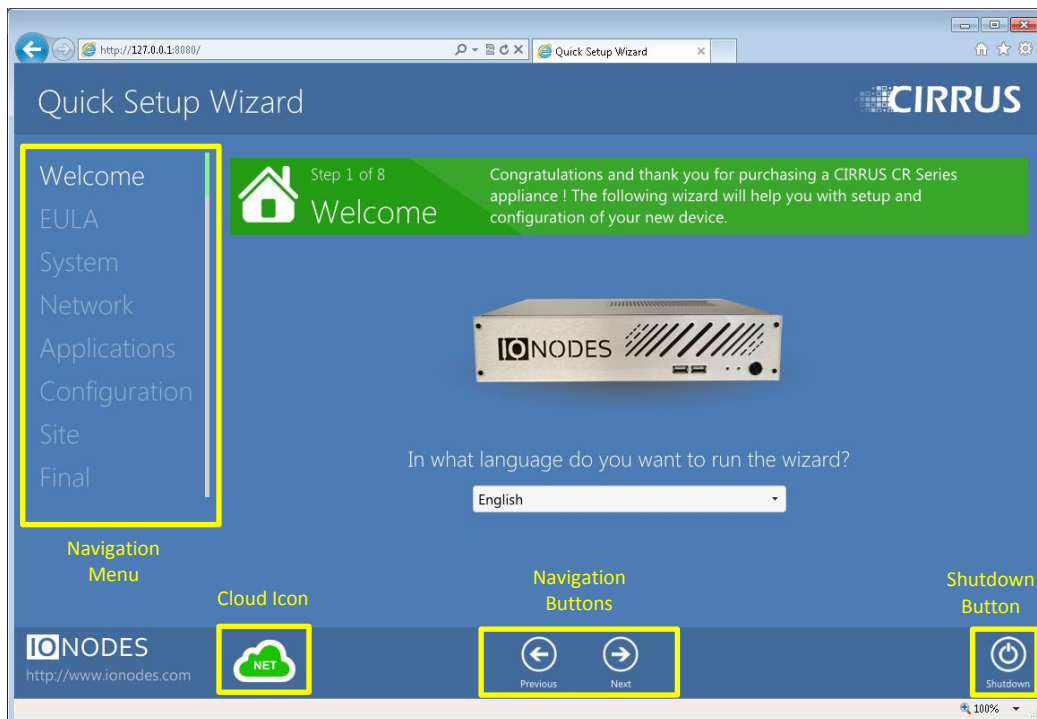 http://127.0.0.1:8080/
Quick Setup Wizard
Quick Setup Wizard
CIRRUS
Welcome
EULA
System
Network
Applications
Configuration
Site
Final
Step 1 of 8
Welcome
Congratulations and thank you for purchasing a CIRRUS CR Series
appliance ! The following wizard will help you with setup and
configuration of your new device.
IONODES
In what language do you want to run the wizard?
English
Navigation
Menu
Cloud Icon
Navigation
Buttons
Shutdown
Button
IONODES
http://www.ionodes.com
NET
Previous
Next
Shutdown
100%